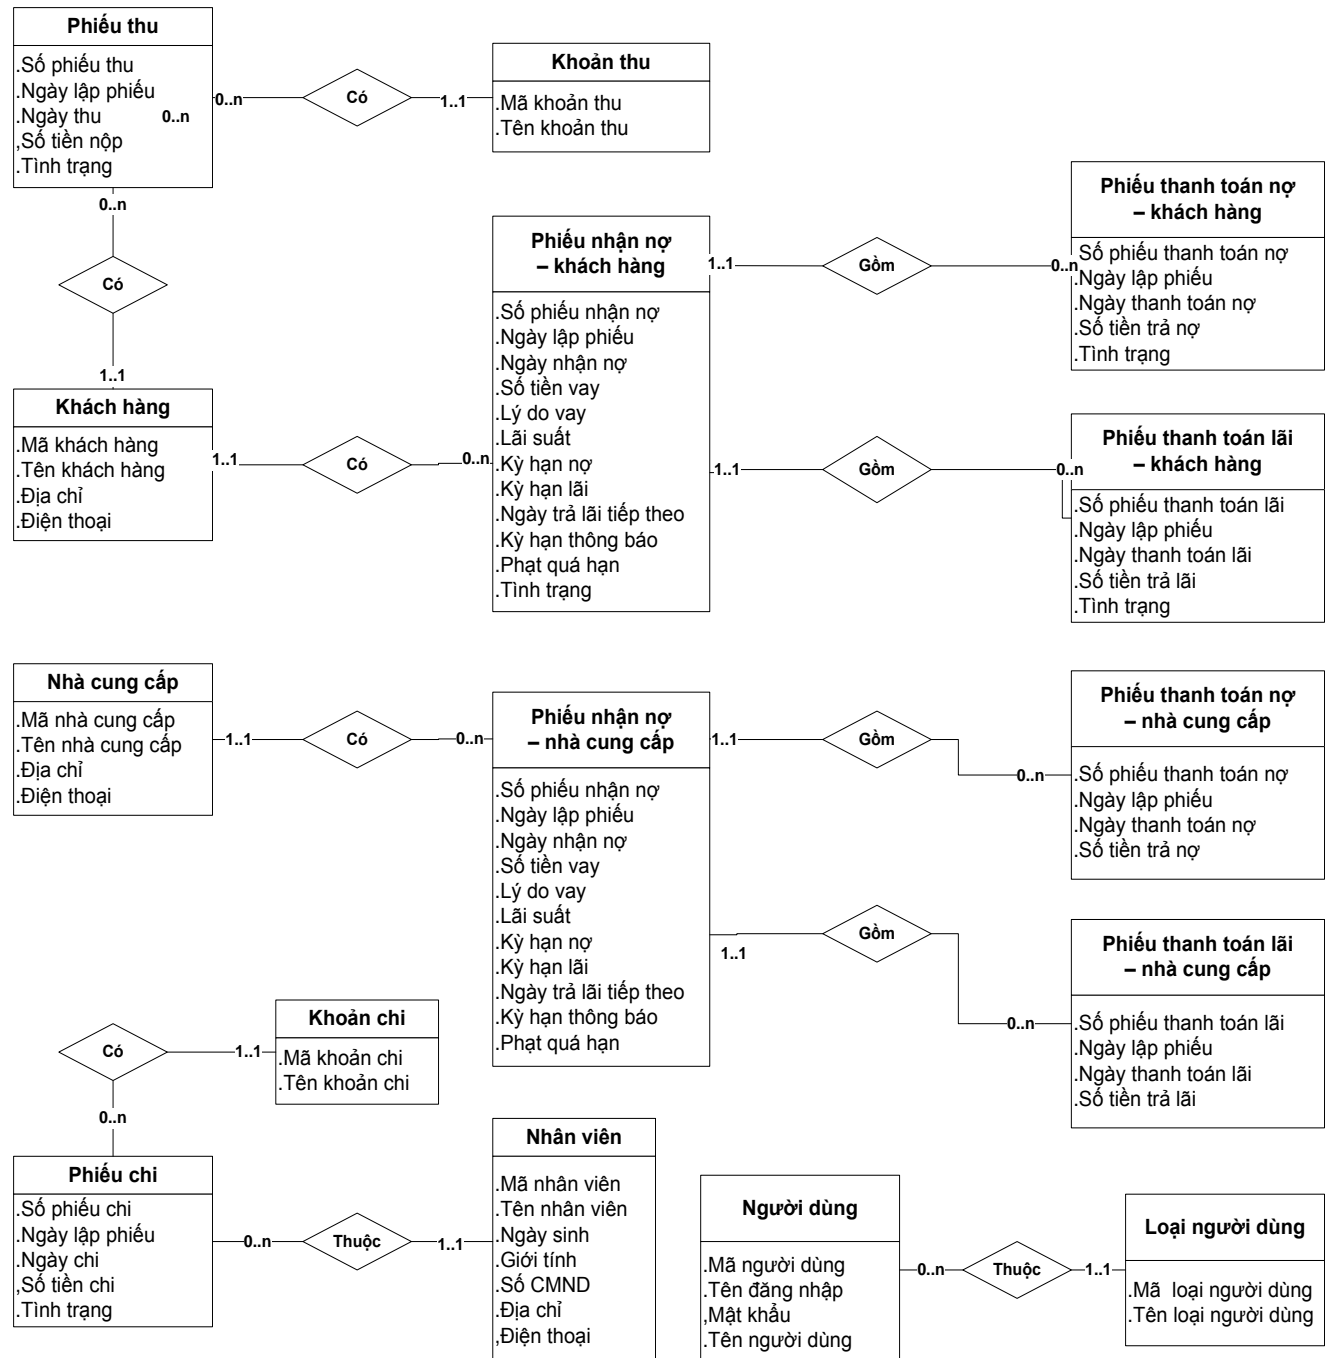 Phiếu thu
.Số phiếu thu
.Ngày lập phiếu
.Ngày thu 0..n
,Số tiền nộp
.Tình trạng
0..n
Có
1..1
Khoản thu
.Mã khoản thu
.Tên khoản thu
0..n
Có
1..1
Khách hàng
.Mã khách hàng
.Tên khách hàng
.Địa chỉ
.Điện thoại
1..1
Có
0..n
Phiếu nhận nợ
– khách hàng
.Số phiếu nhận nợ
.Ngày lập phiếu
.Ngày nhận nợ
.Số tiền vay
.Lý do vay
.Lãi suất
.Kỳ hạn nợ
.Kỳ hạn lãi
.Ngày trả lãi tiếp theo
.Kỳ hạn thông báo
.Phạt quá hạn
.Tình trạng
1..1
Gồm
0..n
Phiếu thanh toán nợ
– khách hàng
.Số phiếu thanh toán nợ
.Ngày lập phiếu
.Ngày thanh toán nợ
.Số tiền trả nợ
.Tình trạng
1..1
Gồm
0..n
Phiếu thanh toán lãi
– khách hàng
.Số phiếu thanh toán lãi
.Ngày lập phiếu
.Ngày thanh toán lãi
.Số tiền trả lãi
.Tình trạng
Nhà cung cấp
.Mã nhà cung cấp
.Tên nhà cung cấp
.Địa chỉ
.Điện thoại
1..1
Có
0..n
Phiếu nhận nợ
– nhà cung cấp
.Số phiếu nhận nợ
.Ngày lập phiếu
.Ngày nhận nợ
.Số tiền vay
.Lý do vay
.Lãi suất
.Kỳ hạn nợ
.Kỳ hạn lãi
.Ngày trả lãi tiếp theo
.Kỳ hạn thông báo
.Phạt quá hạn
1..1
Gồm
0..n
Phiếu thanh toán nợ
– nhà cung cấp
.Số phiếu thanh toán nợ
.Ngày lập phiếu
.Ngày thanh toán nợ
.Số tiền trả nợ
1..1
Gồm
0..n
Phiếu thanh toán lãi
– nhà cung cấp
.Số phiếu thanh toán lãi
.Ngày lập phiếu
.Ngày thanh toán lãi
.Số tiền trả lãi
Khoản chi
.Mã khoản chi
.Tên khoản chi
1..1
Có
0..n
Phiếu chi
.Số phiếu chi
.Ngày lập phiếu
.Ngày chi
,Số tiền chi
.Tình trạng
0..n
Thuộc
1..1
Nhân viên
.Mã nhân viên
.Tên nhân viên
.Ngày sinh
.Giới tính
.Số CMND
.Địa chỉ
,Điện thoại
Người dùng
.Mã người dùng
.Tên đăng nhập
,Mật khẩu
.Tên người dùng
0..n
Thuộc
1..1
Loại người dùng
.Mã loại người dùng
.Tên loại người dùng